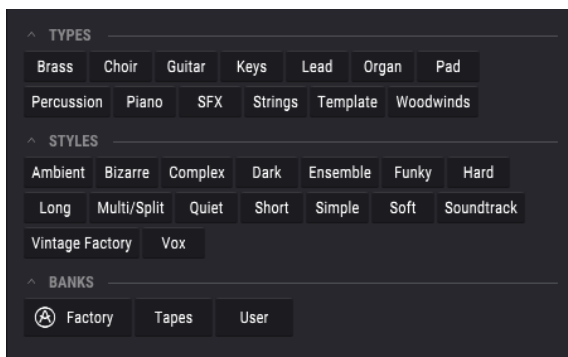 TYPES
Brass Choir Guitar Keys Lead Organ Pad
Percussion Piano SFX Strings Template Woodwinds
STYLES
Ambient Bizarre Complex Dark Ensemble Funky Hard
Long Multi/Split Quiet Short Simple Soft Soundtrack
Vintage Factory Vox
BANKS
Factory Tapes User